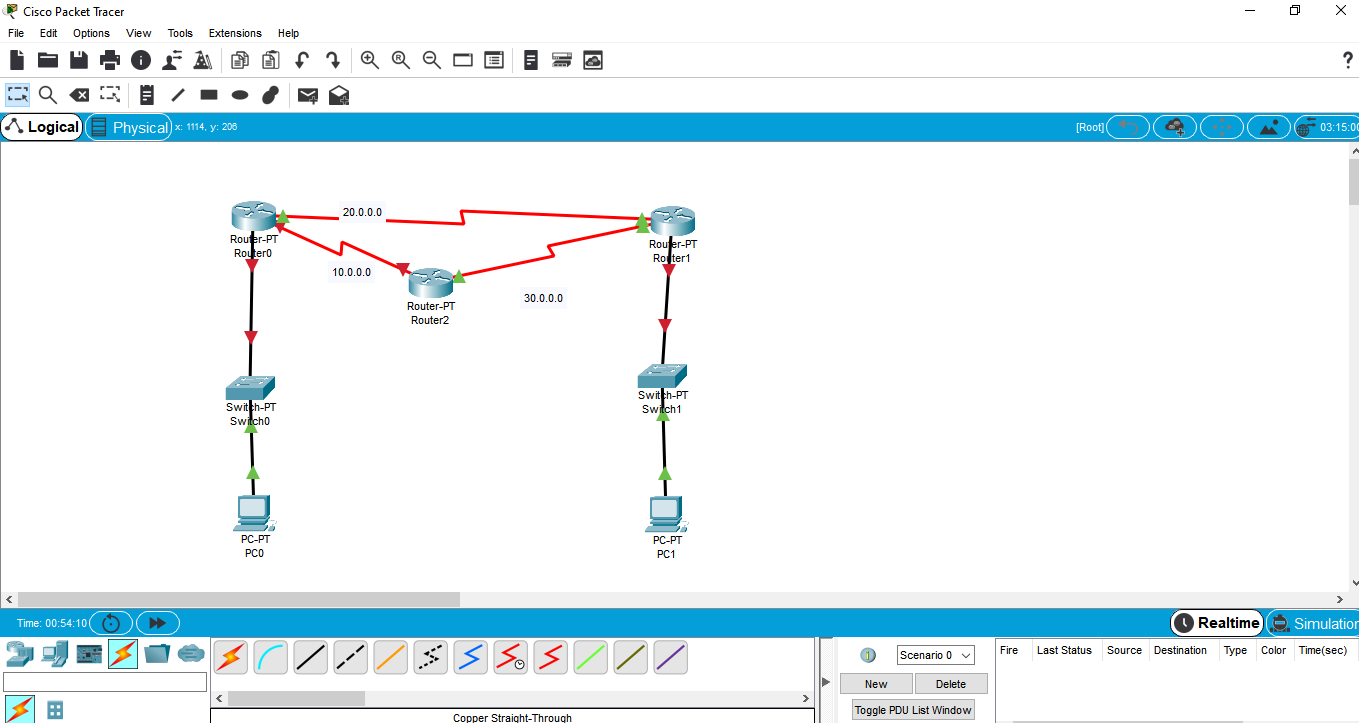 Cisco Packet Tracer
File Edit Options View Tools Extensions Help
R
?
Logical Physical x: 1114, y: 206 [Root] 03:15:00
20.0.0.0
Router-PT
Router0
Router-PT
Router1
10.0.0.0
Router-PT
Router2
30.0.0.0
Switch-PT
Switch0
Switch-PT
Switch1
PC-PT
PC0
PC-PT
PC1
Time: 00:54:10 Realtime Simulation
Scenario 0 Fire Last Status Source Destination Type Color Time(sec)
New Delete
Toggle PDU List Window
Copper Straight-Through